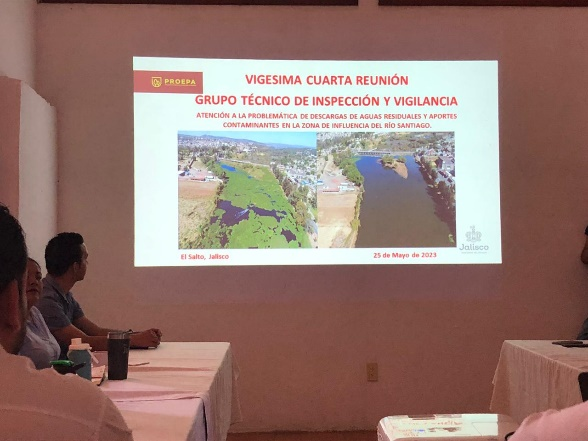 PROEPA
VIGESIMA CUARTA REUNIÓN
GRUPO TÉCNICO DE INSPECCIÓN Y VIGILANCIA
ATENCIÓN A LA PROBLEMÁTICA DE DESCARGAS DE AGUAS RESIDUALES Y APORTES
CONTAMINANTES EN LA ZONA DE INFLUENCIA DEL RÍO SANTIAGO.
El Salto, Jalisco
25 de Mayo de 2023
Jalisco